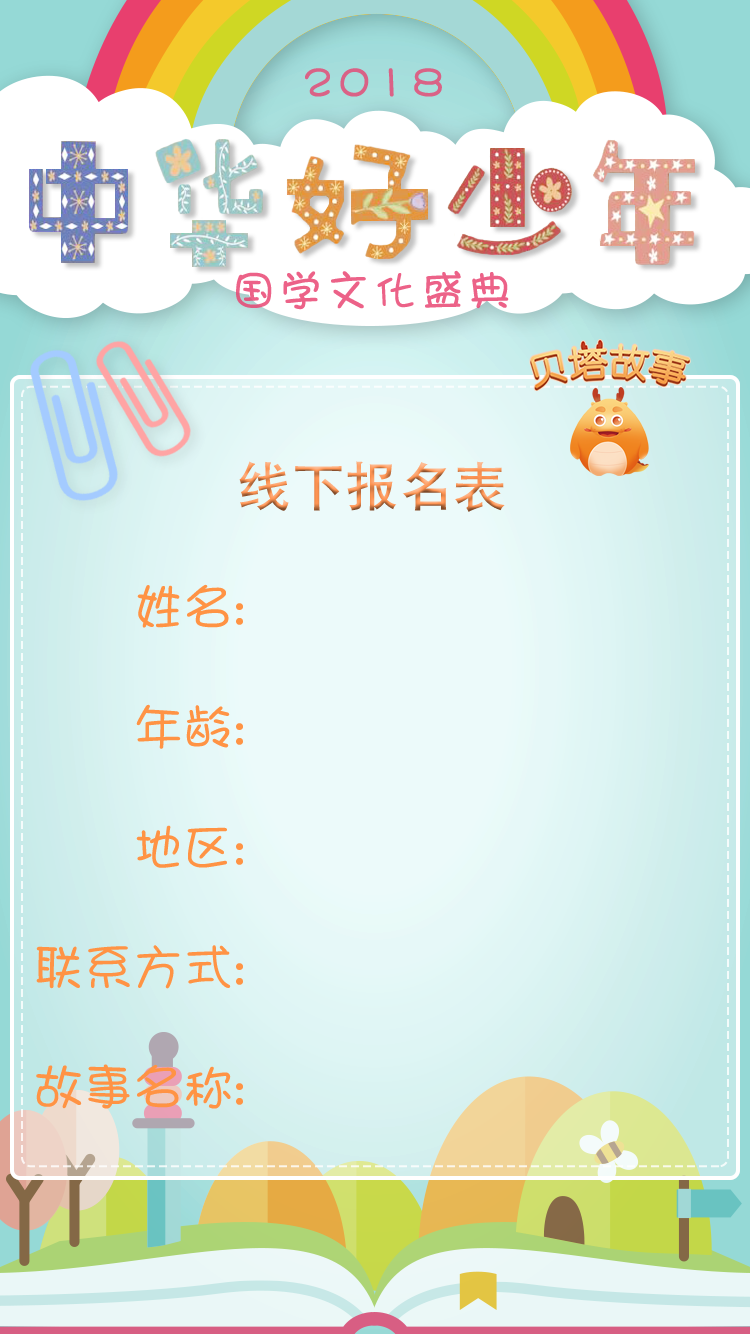 2018
中华好少年
国学文化盛典
贝塔故事
线下报名表
姓名:
年龄:
地区:
联系方式:
故事名称: